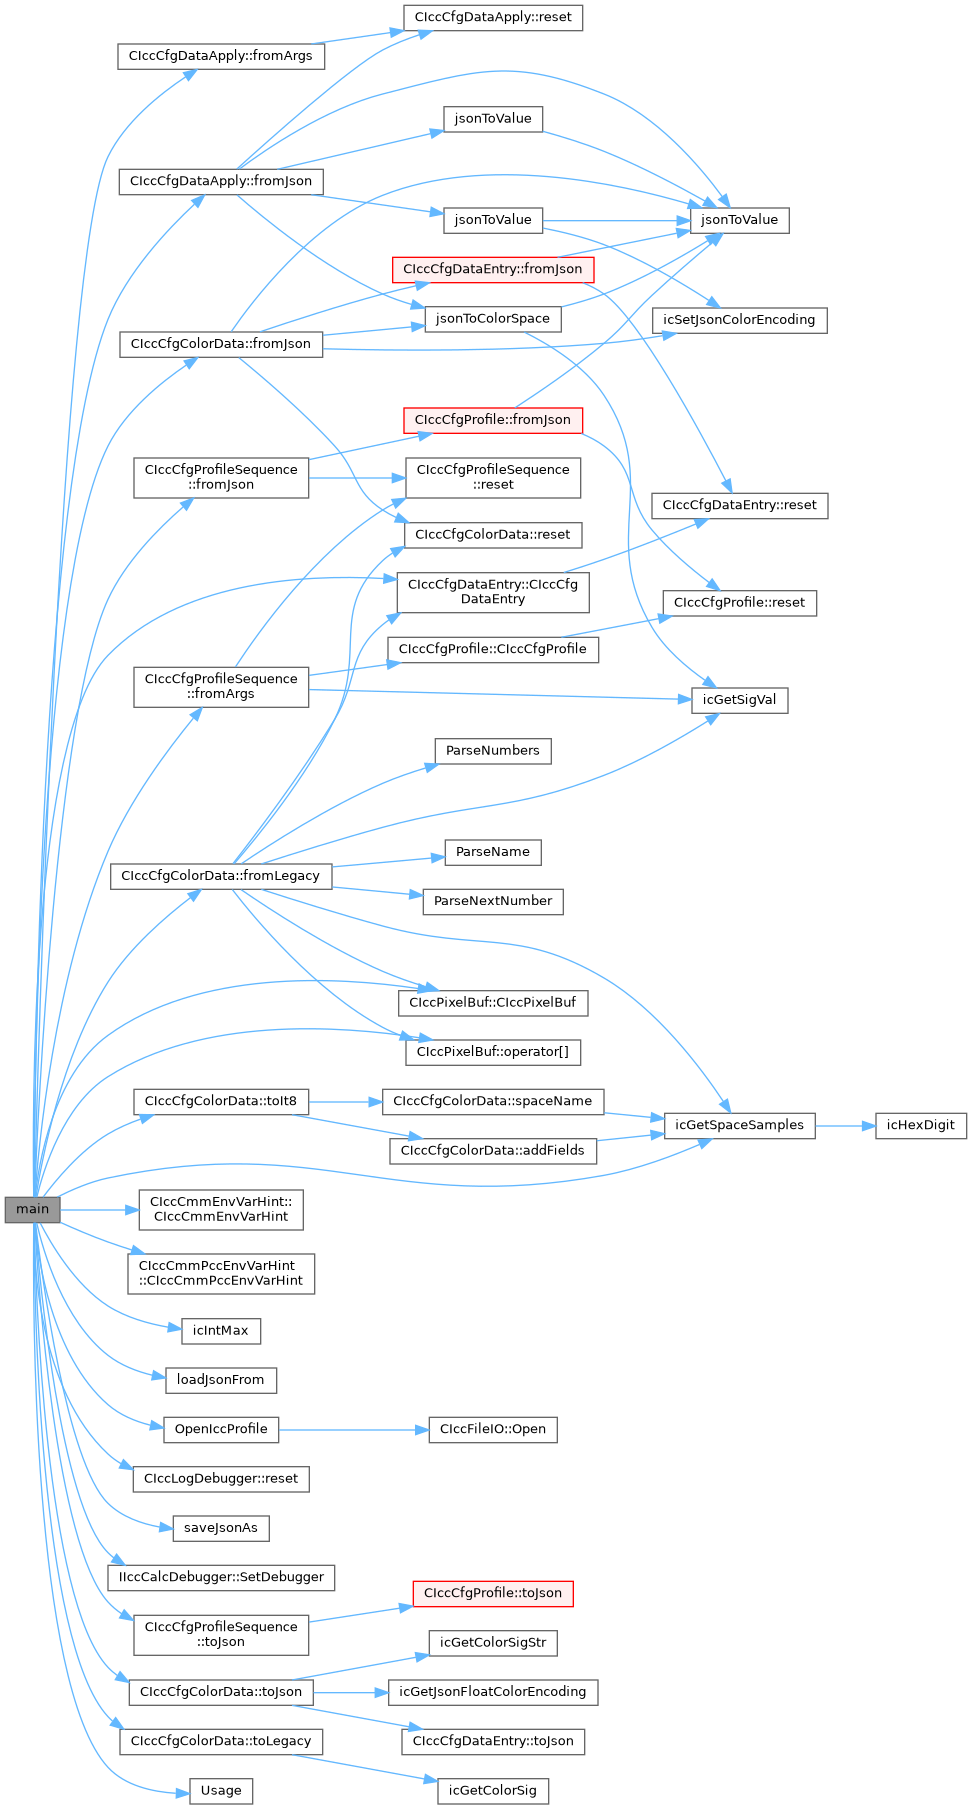 CIccCfgDataApply::reset
CIccCfgDataApply::fromArgs
jsonToValue
CIccCfgDataApply::fromJson
jsonToValue
jsonToValue
CIccCfgDataEntry::fromJson
jsonToColorSpace
icSetJsonColorEncoding
CIccCfgColorData::fromJson
CIccCfgProfile::fromJson
CIccCfgProfileSequence
::fromJson
CIccCfgProfileSequence
::reset
CIccCfgDataEntry::reset
CIccCfgColorData::reset
CIccCfgDataEntry::CIccCfg
DataEntry
CIccCfgProfile::reset
CIccCfgProfile::CIccCfgProfile
CIccCfgProfileSequence
::fromArgs
icGetSigVal
ParseNumbers
ParseName
CIccCfgColorData::fromLegacy
ParseNextNumber
CIccPixelBuf::CIccPixelBuf
CIccPixelBuf::operator[]
CIccCfgColorData::toIt8
CIccCfgColorData::spaceName
icGetSpaceSamples
icHexDigit
CIccCfgColorData::addFields
main
CIccCmmEnvVarHint::
CIccCmmEnvVarHint
CIccCmmPccEnvVarHint
::CIccCmmPccEnvVarHint
icIntMax
loadJsonFrom
OpenIccProfile
CIccFileIO::Open
CIccLogDebugger::reset
saveJsonAs
IIccCalcDebugger::SetDebugger
CIccCfgProfile::toJson
CIccCfgProfileSequence
::toJson
icGetColorSigStr
CIccCfgColorData::toJson
icGetJsonFloatColorEncoding
CIccCfgColorData::toLegacy
CIccCfgDataEntry::toJson
Usage
icGetColorSig